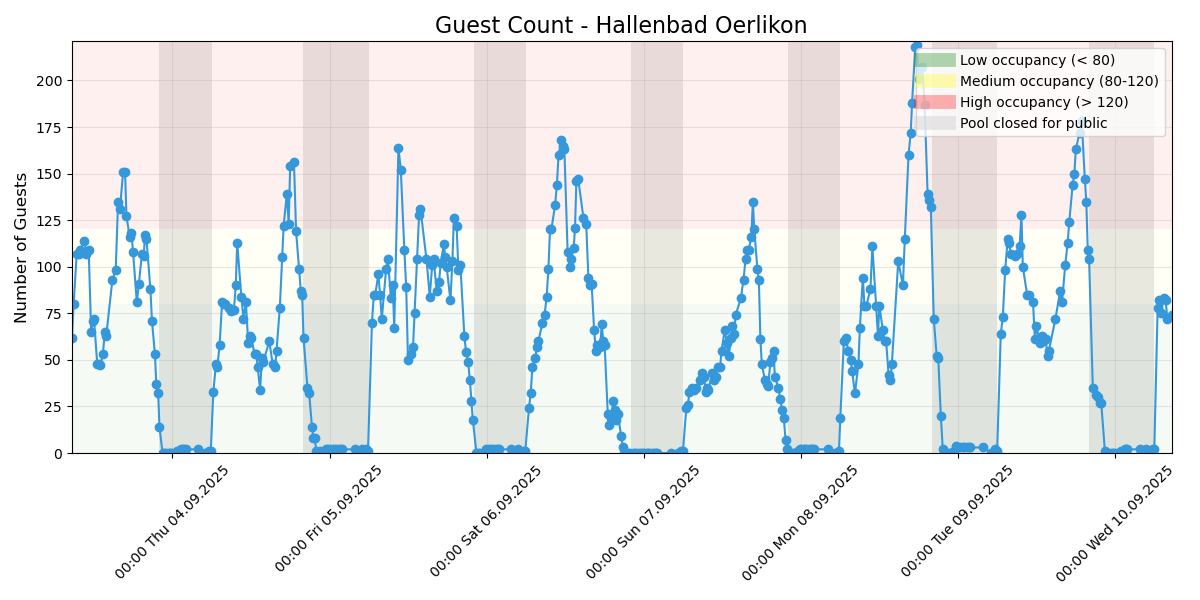 Guest Count - Hallenbad Oerlikon
Number of Guests
200
175
150
125
100
75
50
25
0
Low occupancy (< 80)
Medium occupancy (80-120)
High occupancy (> 120)
Pool closed for public
00:00 Thu 04.09.2025
00:00 Fri 05.09.2025
00:00 Sat 06.09.2025
00:00 Sun 07.09.2025
00:00 Mon 08.09.2025
00:00 Tue 09.09.2025
00:00 Wed 10.09.2025